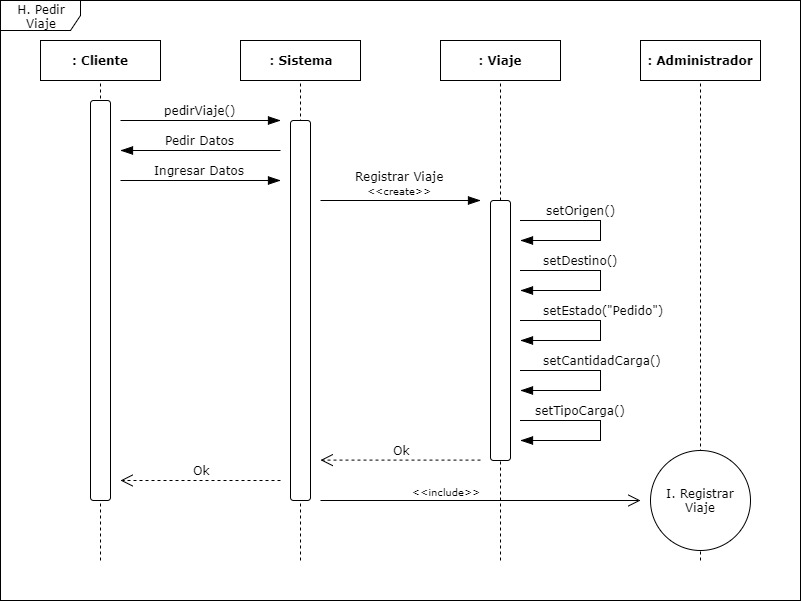 H. Pedir
Viaje
: Cliente
: Sistema
: Viaje
: Administrador
pedirViaje()
Pedir Datos
Ingresar Datos
Registrar Viaje
<<create>>
setOrigen()
setDestino()
setEstado("Pedido")
setCantidadCarga()
setTipoCarga()
Ok
Ok
<<include>>
I. Registrar
Viaje